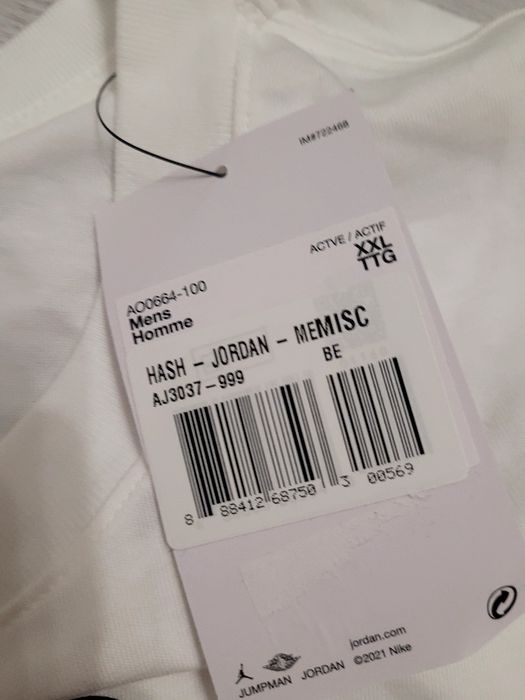 IM#722468
ACTVE / ACTIF
XXL
TTG
AO0664-100
Mens
Homme
HASH - JORDAN - MEMISC
AJ3037-999
BE
8 88412 68750 3 00569
jordan.com
JUMPMAN JORDAN ©2021 Nike